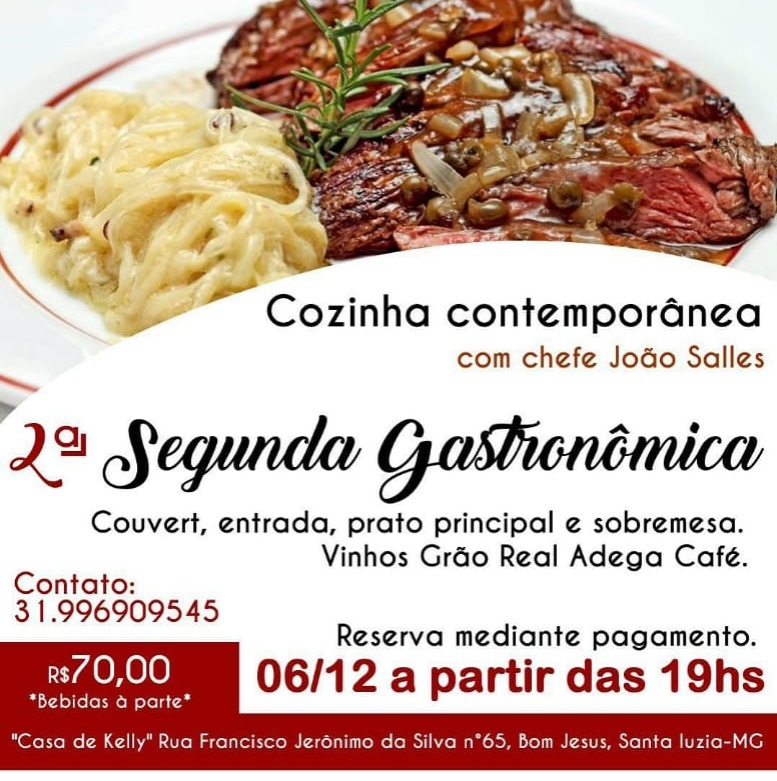 Cozinha contemporânea
com chefe João Salles
2ª Segunda Gastronômica
Couvert, entrada, prato principal e sobremesa.
Vinhos Grão Real Adega Café.
Contato:
31.996909545
Reserva mediante pagamento.
R$70,00
*Bebidas à parte*
06/12 a partir das 19hs
"Casa de Kelly" Rua Francisco Jerônimo da Silva n°65, Bom Jesus, Santa luzia-MG